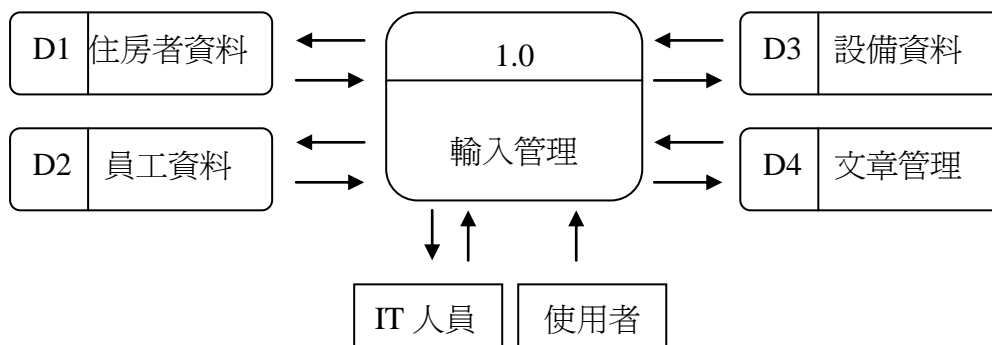 D1 住房者資料
1.0
D3 設備資料
D2 員工資料
輸入管理
D4 文章管理
IT 人員
使用者